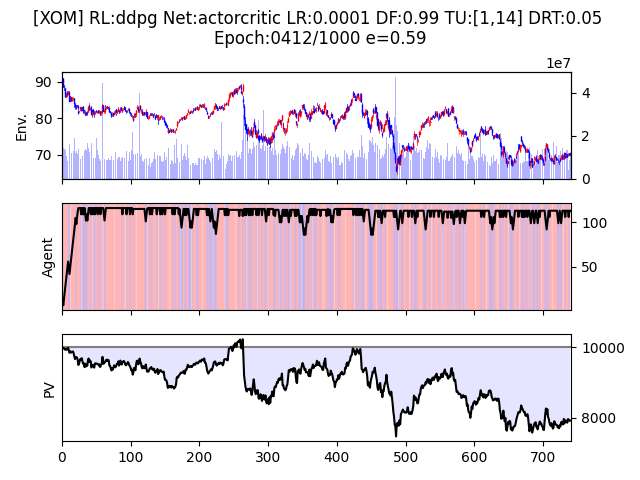 [XOM] RL:ddpg Net:actorcritic LR:0.0001 DF:0.99 TU:[1,14] DRT:0.05
Epoch:0412/1000 e=0.59
1e7
90
80
70
Env.
4
2
0
Agent
100
50
PV
10000
8000
0 100 200 300 400 500 600 700